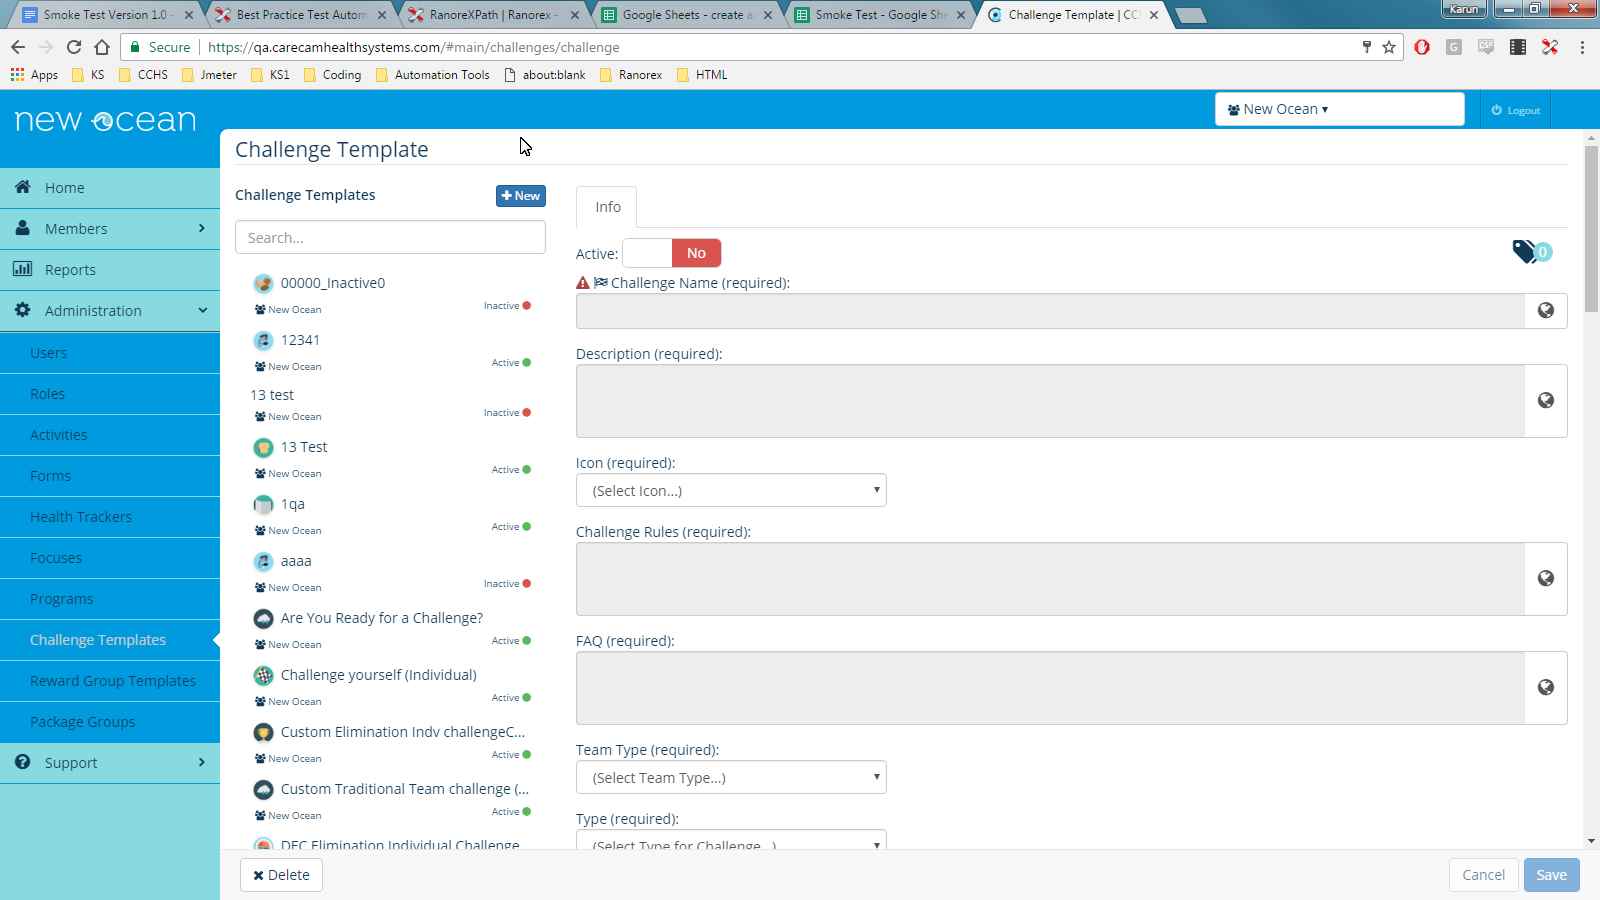 Smoke Test Version 1.0 -
Best Practice Test Autom
RanoreXPath | Ranorex -
Google Sheets - create a
Smoke Test - Google She
Challenge Template | CC
Karun
Secure
https://qa.carecamhealthsystems.com/#main/challenges/challenge
Apps
KS
CCHS
Jmeter
KS1
Coding
Automation Tools
about:blank
Ranorex
HTML
new ocean
New Ocean ▾
Logout
Home
Members
Reports
Administration
Users
Roles
Activities
Forms
Health Trackers
Focuses
Programs
Challenge Templates
Reward Group Templates
Package Groups
Support
Challenge Template
Challenge Templates
+ New
Search...
00000_Inactive0
New Ocean
Inactive
12341
New Ocean
Active
13 test
New Ocean
Inactive
13 Test
New Ocean
Active
1qa
New Ocean
Active
aaaa
New Ocean
Inactive
Are You Ready for a Challenge?
New Ocean
Active
Challenge yourself (Individual)
New Ocean
Active
Custom Elimination Indv challengeC...
New Ocean
Active
Custom Traditional Team challenge (...
New Ocean
Active
DEC Elimination Individual Challenge
Info
Active:
No
0
Challenge Name (required):
Description (required):
Icon (required):
(Select Icon...)
Challenge Rules (required):
FAQ (required):
Team Type (required):
(Select Team Type...)
Type (required):
(Select Type for Challenge...)
Delete
Cancel
Save